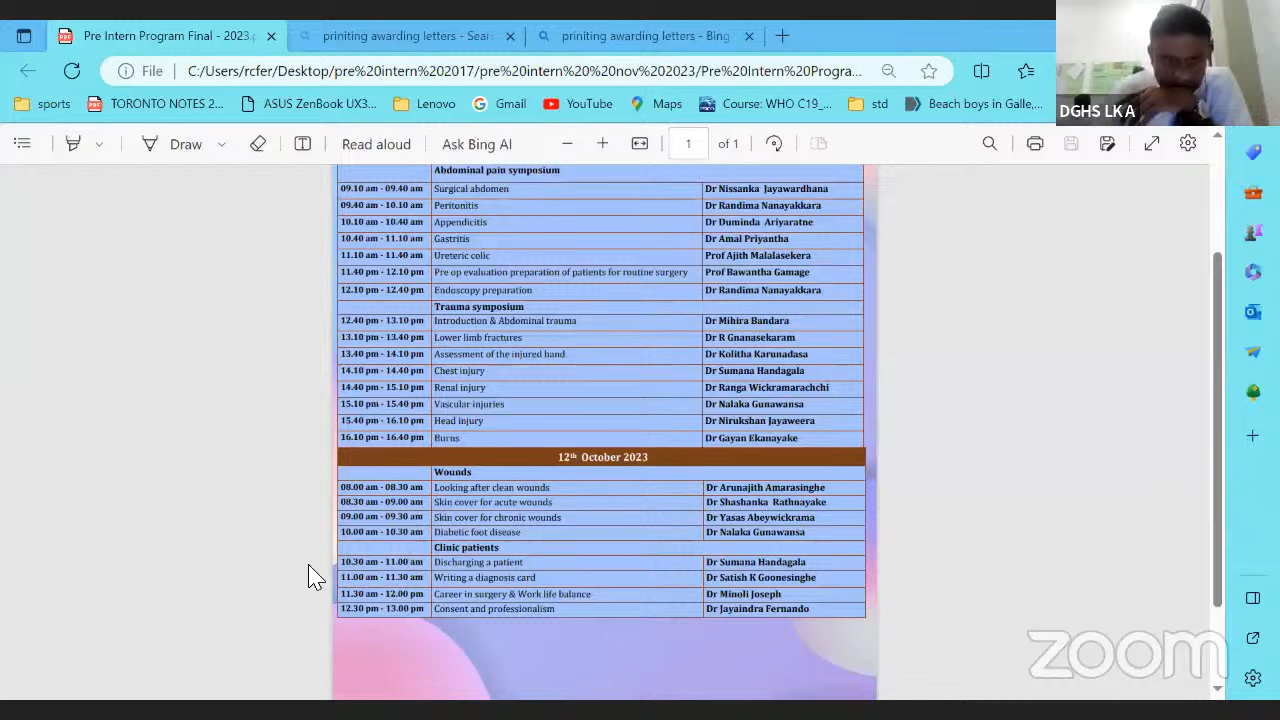 Pre Intern Program Final - 2023.p
priniting awarding letters - Sear
priniting awarding letters - Bing
File C:/Users/rcfer/Desktop/pre%20intern%202017/pre%20intern%20%20nov%202023/Pre%20Intern%20Progra...
DGHS LK A
sports TORONTO NOTES 2... ASUS ZenBook UX3... Lenovo Gmail YouTube Maps Course: WHO C19_... std Beach boys in Galle,...
Draw Read aloud Ask Bing AI 1 of 1
Abdominal pain symposium
09.10 am - 09.40 am Surgical abdomen Dr Nissanka Jayawardhana
09.40 am - 10.10 am Peritonitis Dr Randima Nanayakkara
10.10 am - 10.40 am Appendicitis Dr Duminda Ariyaratne
10.40 am - 11.10 am Gastritis Dr Amal Priyantha
11.10 am - 11.40 am Ureteric colic Prof Ajith Malalasekera
11.40 pm - 12.10 pm Pre op evaluation preparation of patients for routine surgery Prof Bawantha Gamage
12.10 pm - 12.40 pm Endoscopy preparation Dr Randima Nanayakkara
Trauma symposium
12.40 pm - 13.10 pm Introduction & Abdominal trauma Dr Mihira Bandara
13.10 pm - 13.40 pm Lower limb fractures Dr R Gnanasekaram
13.40 pm - 14.10 pm Assessment of the injured hand Dr Kolitha Karunadasa
14.10 pm - 14.40 pm Chest injury Dr Sumana Handagala
14.40 pm - 15.10 pm Renal injury Dr Ranga Wickramarachchi
15.10 pm - 15.40 pm Vascular injuries Dr Nalaka Gunawansa
15.40 pm - 16.10 pm Head injury Dr Nirukshan Jayaweera
16.10 pm - 16.40 pm Burns Dr Gayan Ekanayake
12th October 2023
Wounds
08.00 am - 08.30 am Looking after clean wounds Dr Arunajith Amarasinghe
08.30 am - 09.00 am Skin cover for acute wounds Dr Shashanka Rathnayake
09.00 am - 09.30 am Skin cover for chronic wounds Dr Yasas Abeywickrama
10.00 am - 10.30 am Diabetic foot disease Dr Nalaka Gunawansa
Clinic patients
10.30 am - 11.00 am Discharging a patient Dr Sumana Handagala
11.00 am - 11.30 am Writing a diagnosis card Dr Satish K Goonesinghe
11.30 am - 12.00 pm Career in surgery & Work life balance Dr Minoli Joseph
12.30 pm - 13.00 pm Consent and professionalism Dr Jayaindra Fernando
zoom